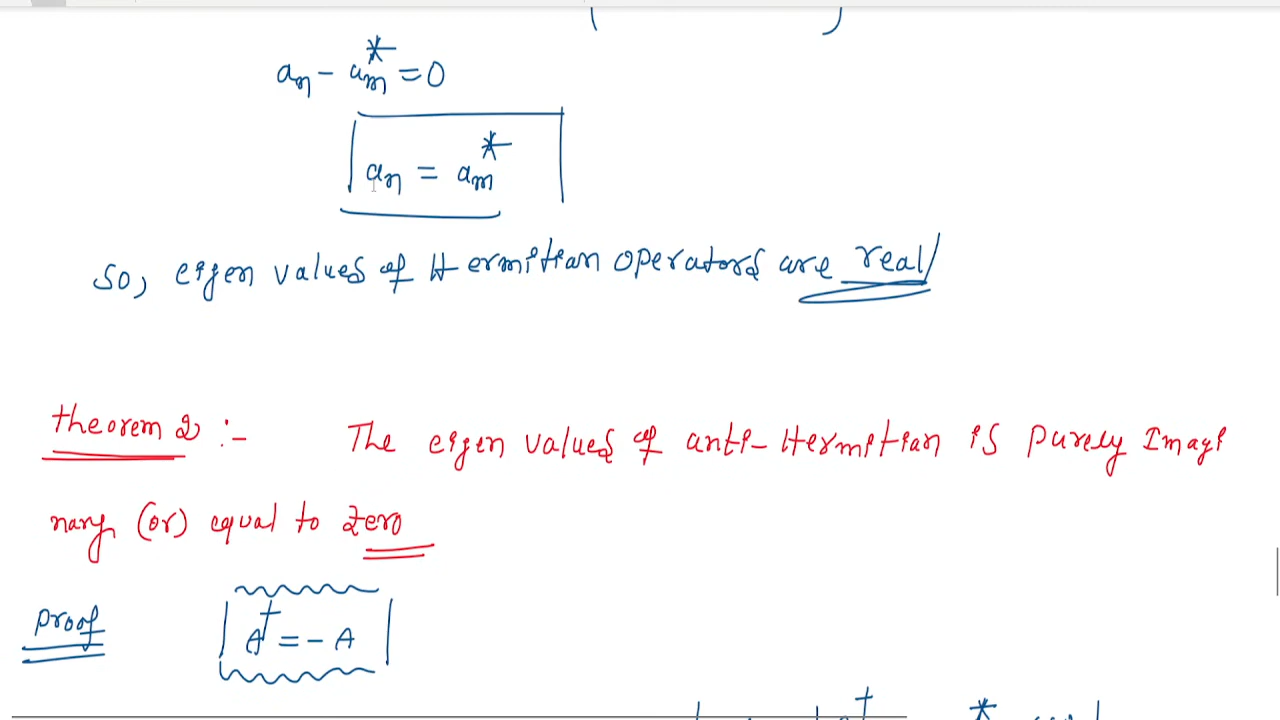 aₙ - aₘ* = 0
aₙ = aₘ*
So, eigen values of Hermitian operators are real/
theorem 2 :- The eigen values of anti-Hermitian is purely Imagi
nary (or) equal to zero
Proof A† = - A